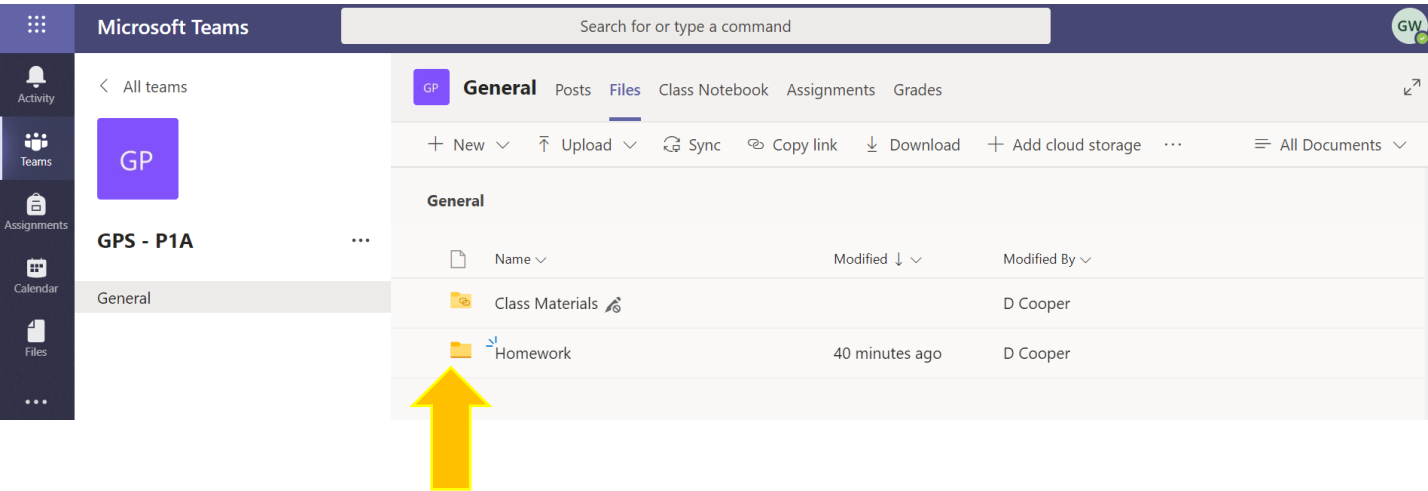 Microsoft Teams
Search for or type a command
GW
Activity
Teams
Assignments
Calendar
Files
All teams
GP
GPS - P1A
General
GP General Posts Files Class Notebook Assignments Grades
New Upload Sync Copy link Download Add cloud storage All Documents
General
Name Modified Modified By
Class Materials D Cooper
Homework 40 minutes ago D Cooper